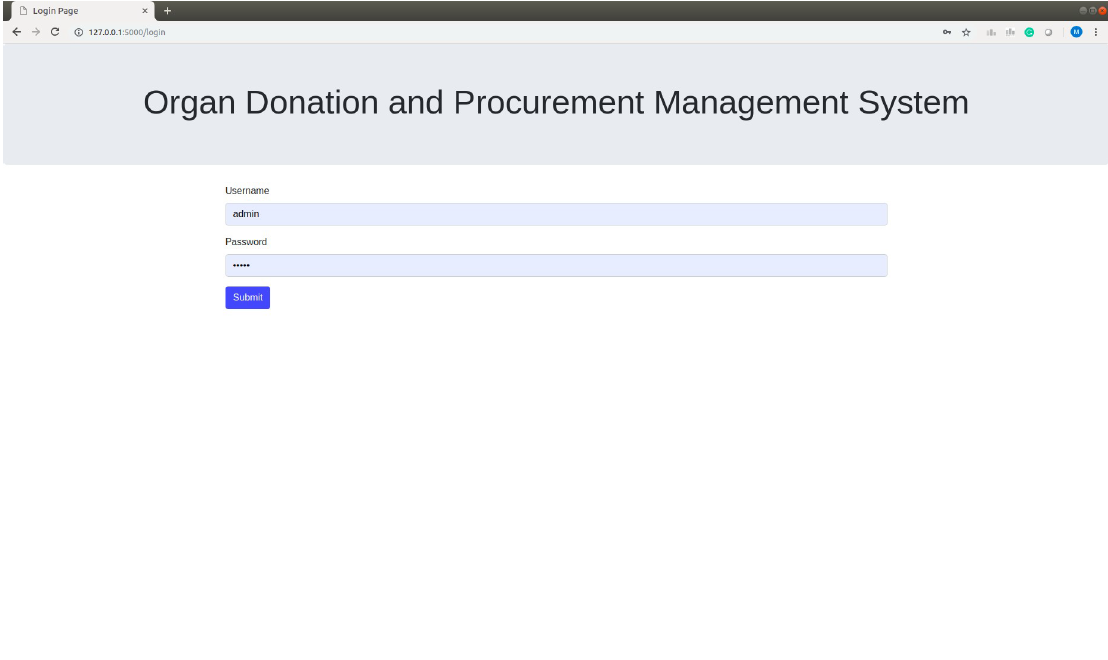 Login Page
127.0.0.1:5000/login
M
Organ Donation and Procurement Management System
Username
admin
Password
•••••
Submit